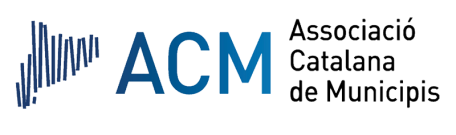 ACM
Associació
Catalana
de Municipis